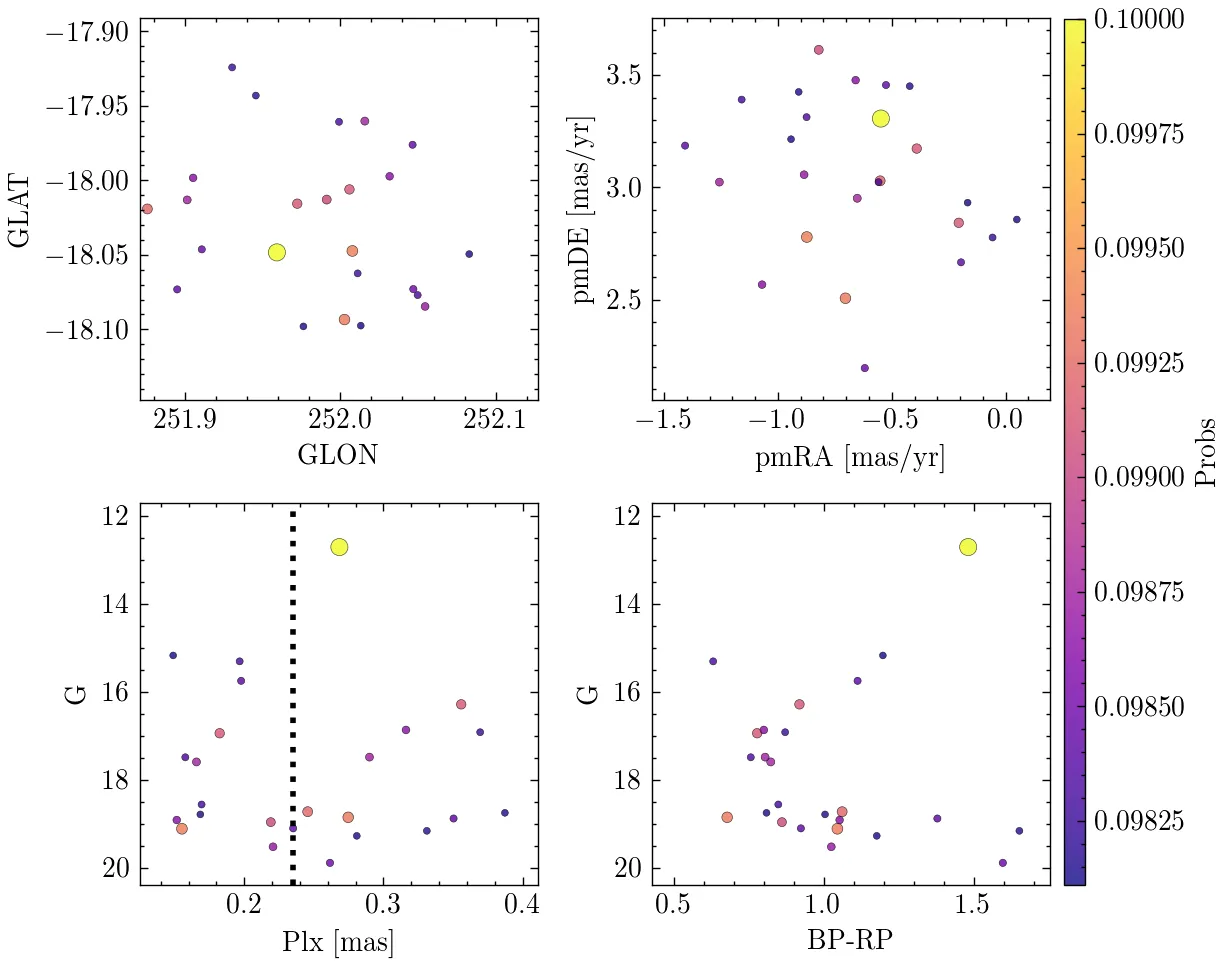 −17.90
−17.95
−18.00
−18.05
−18.10
GLAT
251.9 252.0 252.1
GLON
3.5
3.0
2.5
pmDE [mas/yr]
−1.5 −1.0 −0.5 0.0
pmRA [mas/yr]
12
14
16
18
20
G
0.2 0.3 0.4
Plx [mas]
12
14
16
18
20
G
0.5 1.0 1.5
BP-RP
0.10000
0.09975
0.09950
0.09925
0.09900
0.09875
0.09850
0.09825
Probs